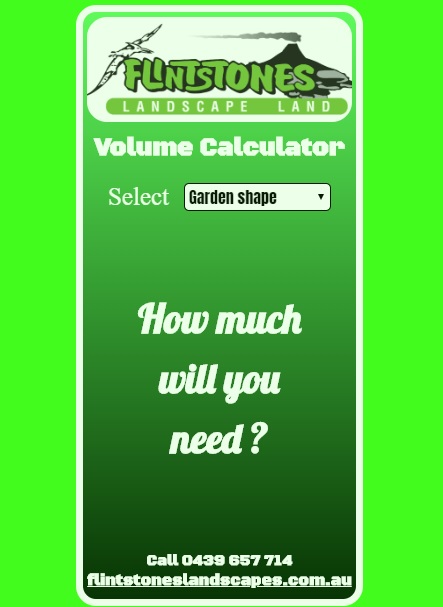 FLINTSTONES
LANDSCAPE LAND
Volume Calculator
Select Garden shape
How much
will you
need ?
Call 0439 657 714
flintstoneslandscapes.com.au